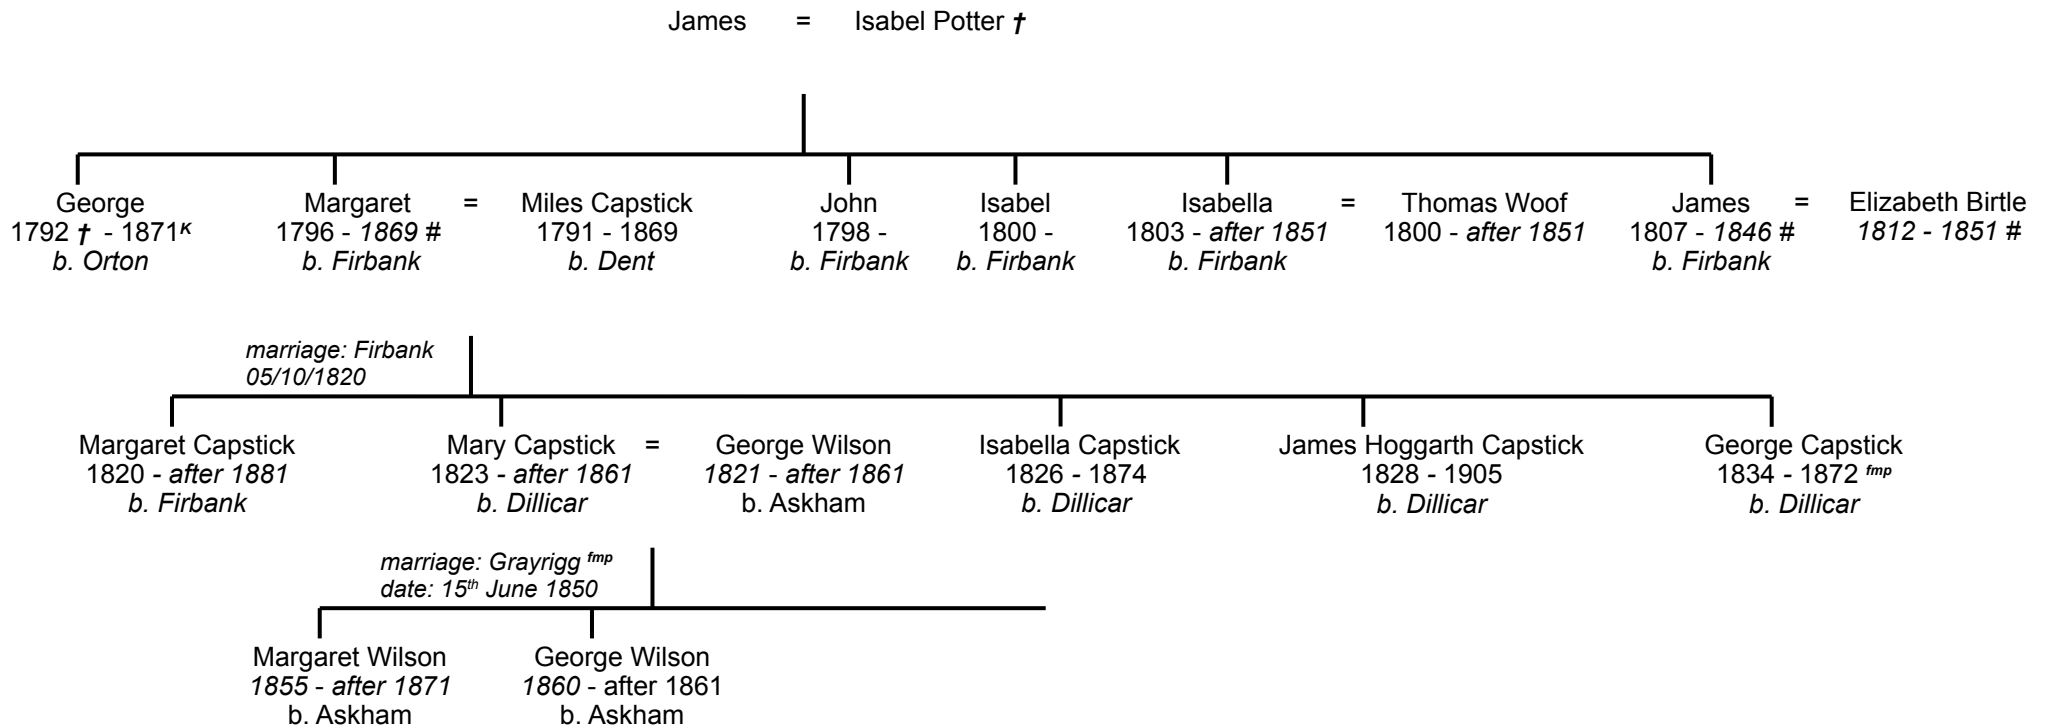 James = Isabel Potter †
George Margaret = Miles Capstick John Isabel Isabella = Thomas Woof James = Elizabeth Birtle
1792 † - 1871ᴷ 1796 - 1869 # 1791 - 1869 1798 - 1800 - 1803 - after 1851 1800 - after 1851 1807 - 1846 # 1812 - 1851 #
b. Orton b. Firbank b. Dent b. Firbank b. Firbank b. Firbank b. Firbank
marriage: Firbank
05/10/1820
Margaret Capstick Mary Capstick = George Wilson Isabella Capstick James Hoggarth Capstick George Capstick
1820 - after 1881 1823 - after 1861 1821 - after 1861 1826 - 1874 1828 - 1905 1834 - 1872 fmp
b. Firbank b. Dillicar b. Askham b. Dillicar b. Dillicar b. Dillicar
marriage: Grayrigg fmp
date: 15th June 1850
Margaret Wilson George Wilson
1855 - after 1871 1860 - after 1861
b. Askham b. Askham